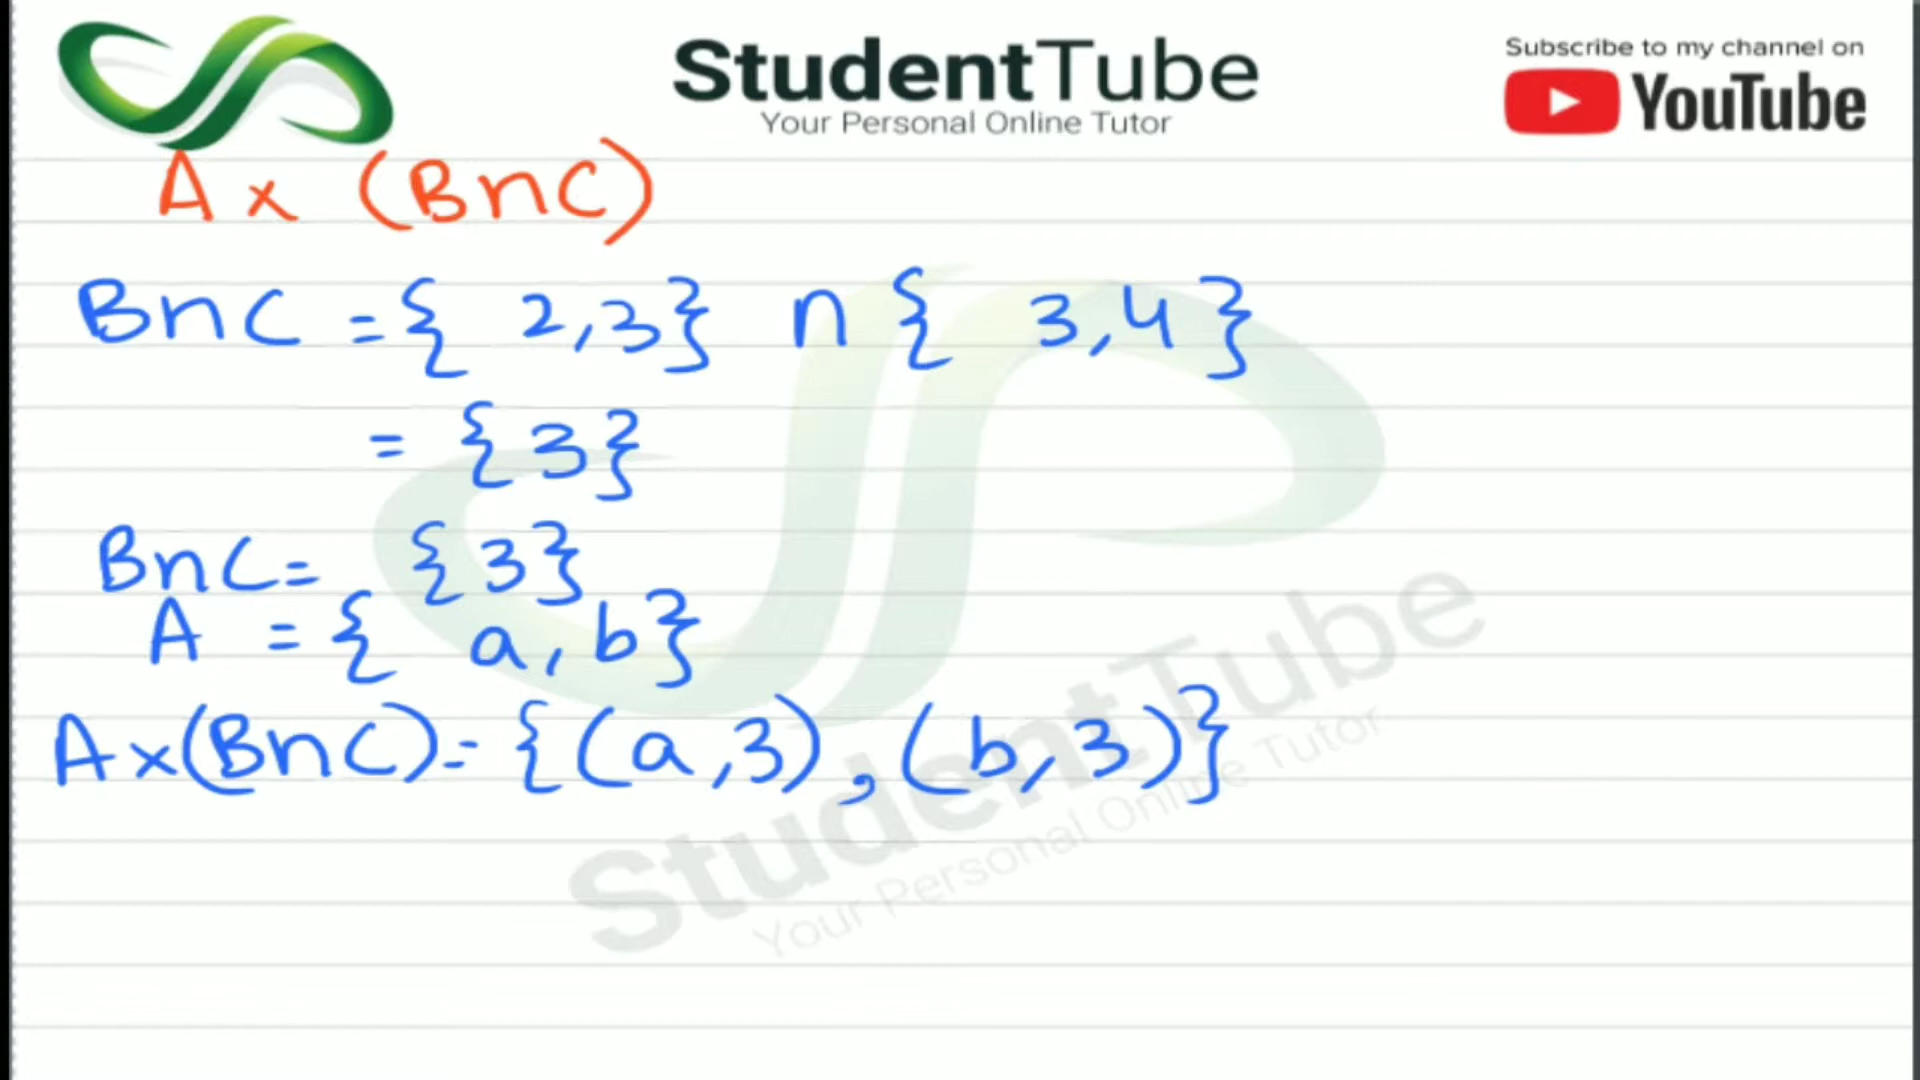 StudentTube
Your Personal Online Tutor
Subscribe to my channel on
YouTube
A x (BnC)
BnC = { 2,3} n { 3,4 }
= {3}
BnC= {3}
A = { a,b}
Ax(BnC)= {(a,3),(b,3)}
StudentTube
Your Personal Online Tutor